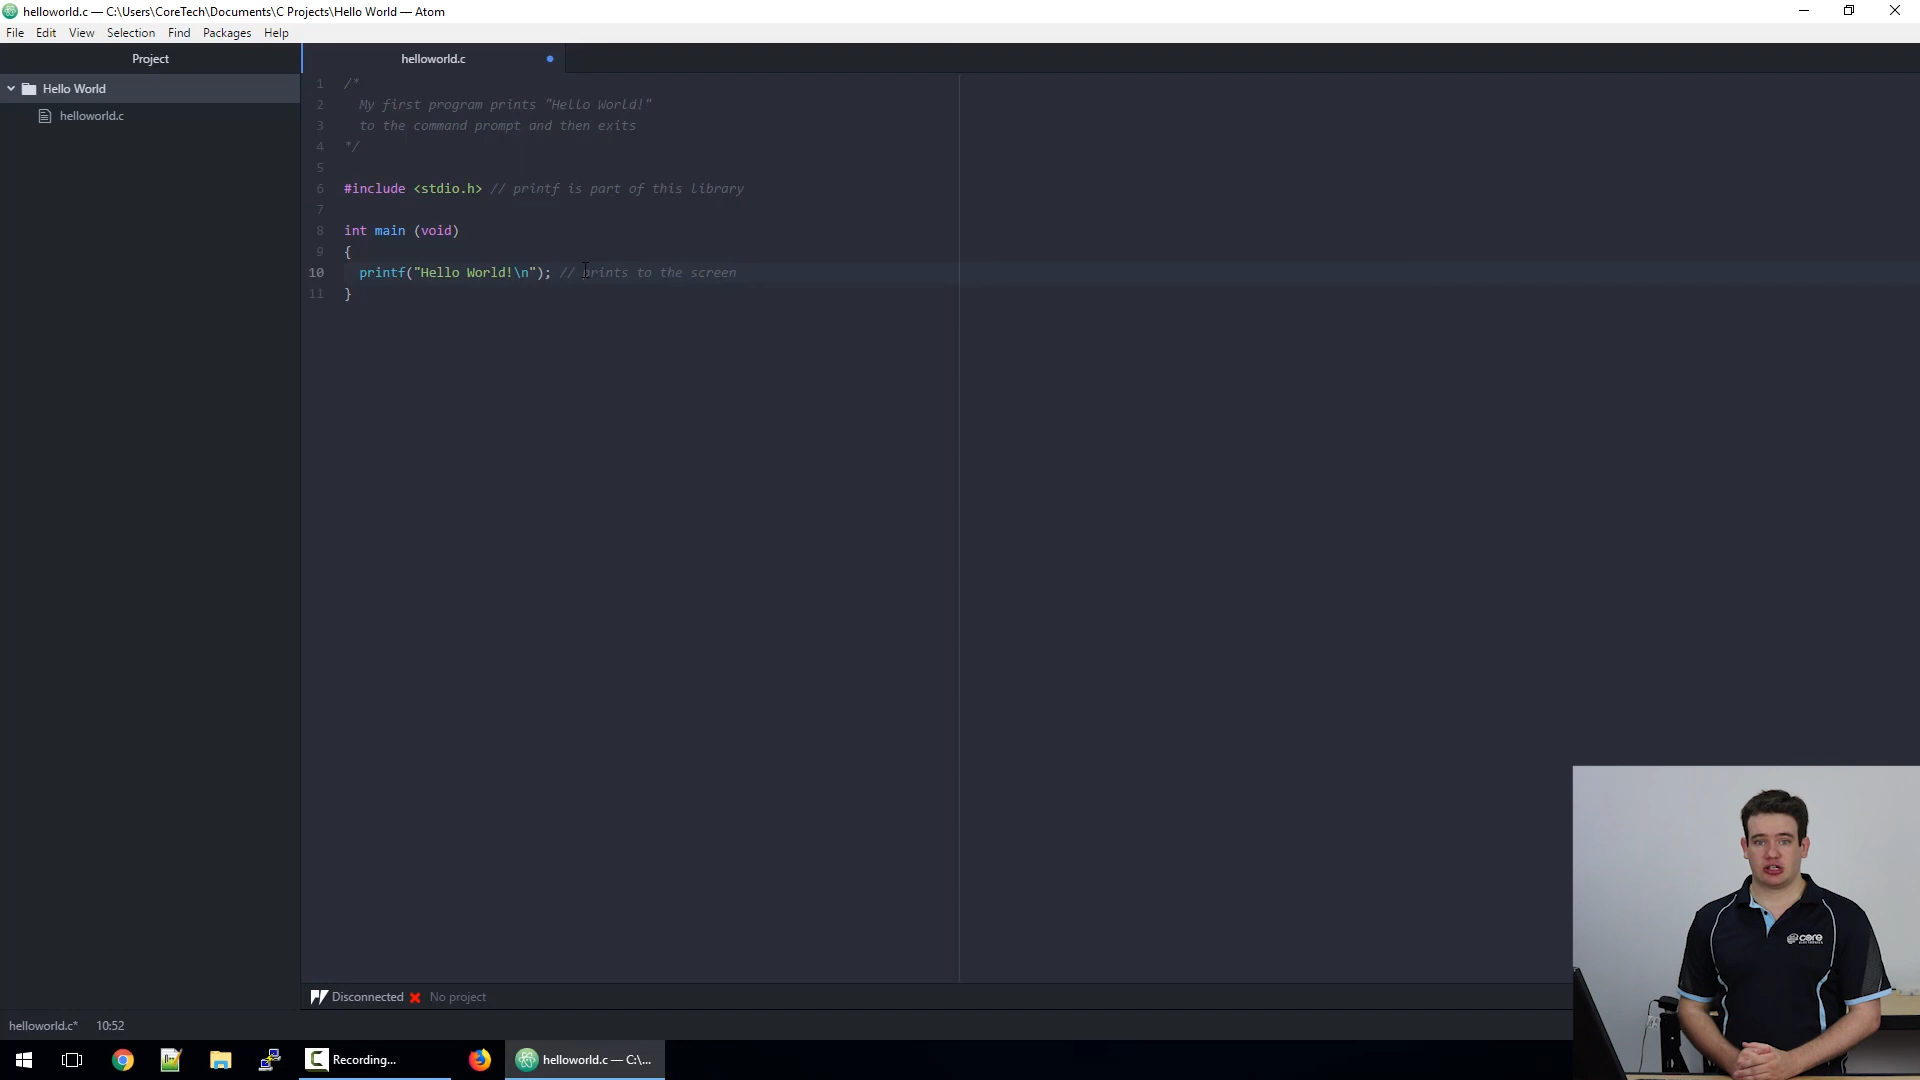 helloworld.c — C:\Users\CoreTech\Documents\C Projects\Hello World — Atom
File Edit View Selection Find Packages Help
Project
helloworld.c
Hello World
helloworld.c
1 /*
2 My first program prints "Hello World!"
3 to the command prompt and then exits
4 */
5
6 #include <stdio.h> // printf is part of this library
7
8 int main (void)
9 {
10 printf("Hello World!\n"); // prints to the screen
11 }
core
Disconnected No project
helloworld.c* 10:52
Recording...
helloworld.c — C:\...